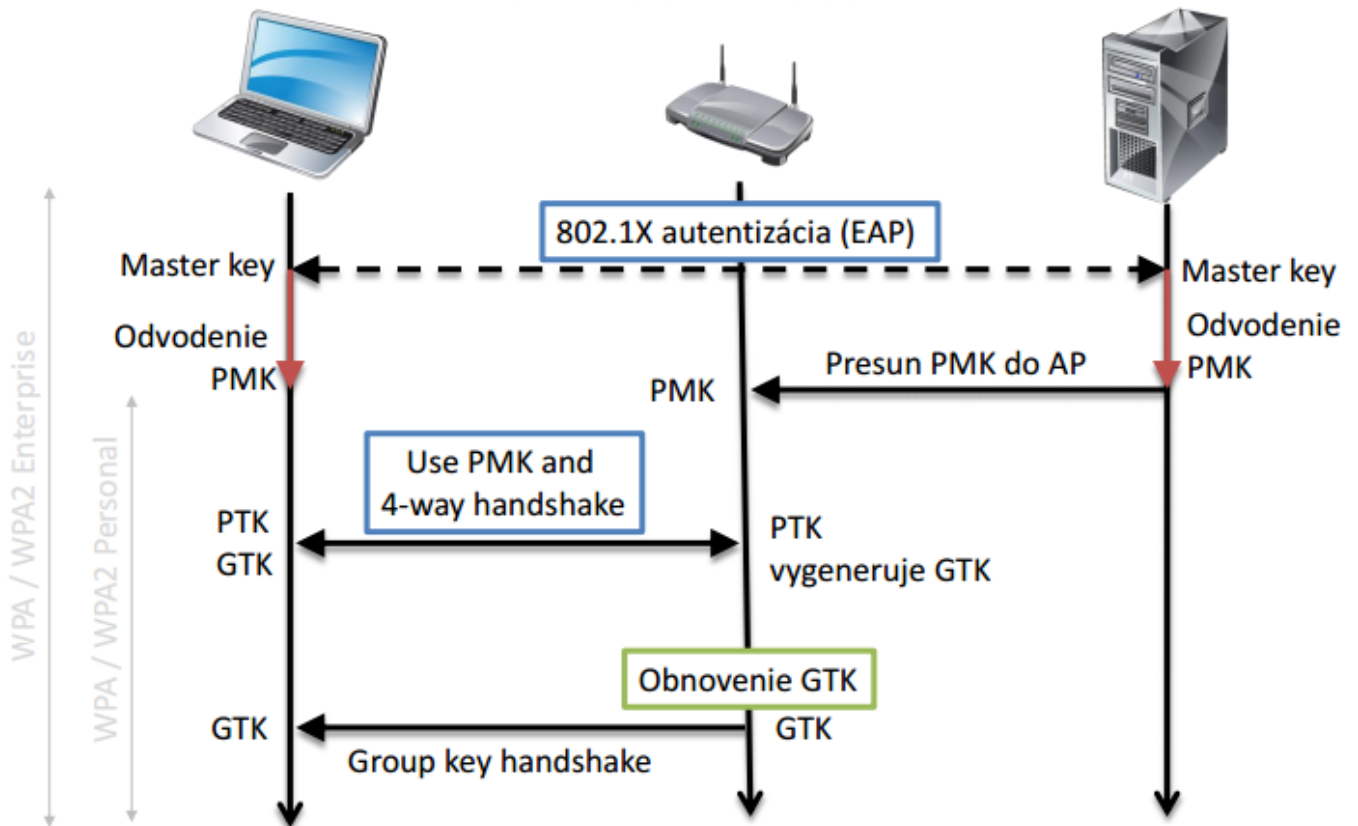 802.1X autentizácia (EAP)
Master key
Master key
Odvodenie
PMK
Odvodenie
PMK
Presun PMK do AP
PMK
Use PMK and
4-way handshake
PTK
GTK
PTK
vygeneruje GTK
Obnovenie GTK
GTK
GTK
Group key handshake
WPA / WPA2 Enterprise
WPA / WPA2 Personal